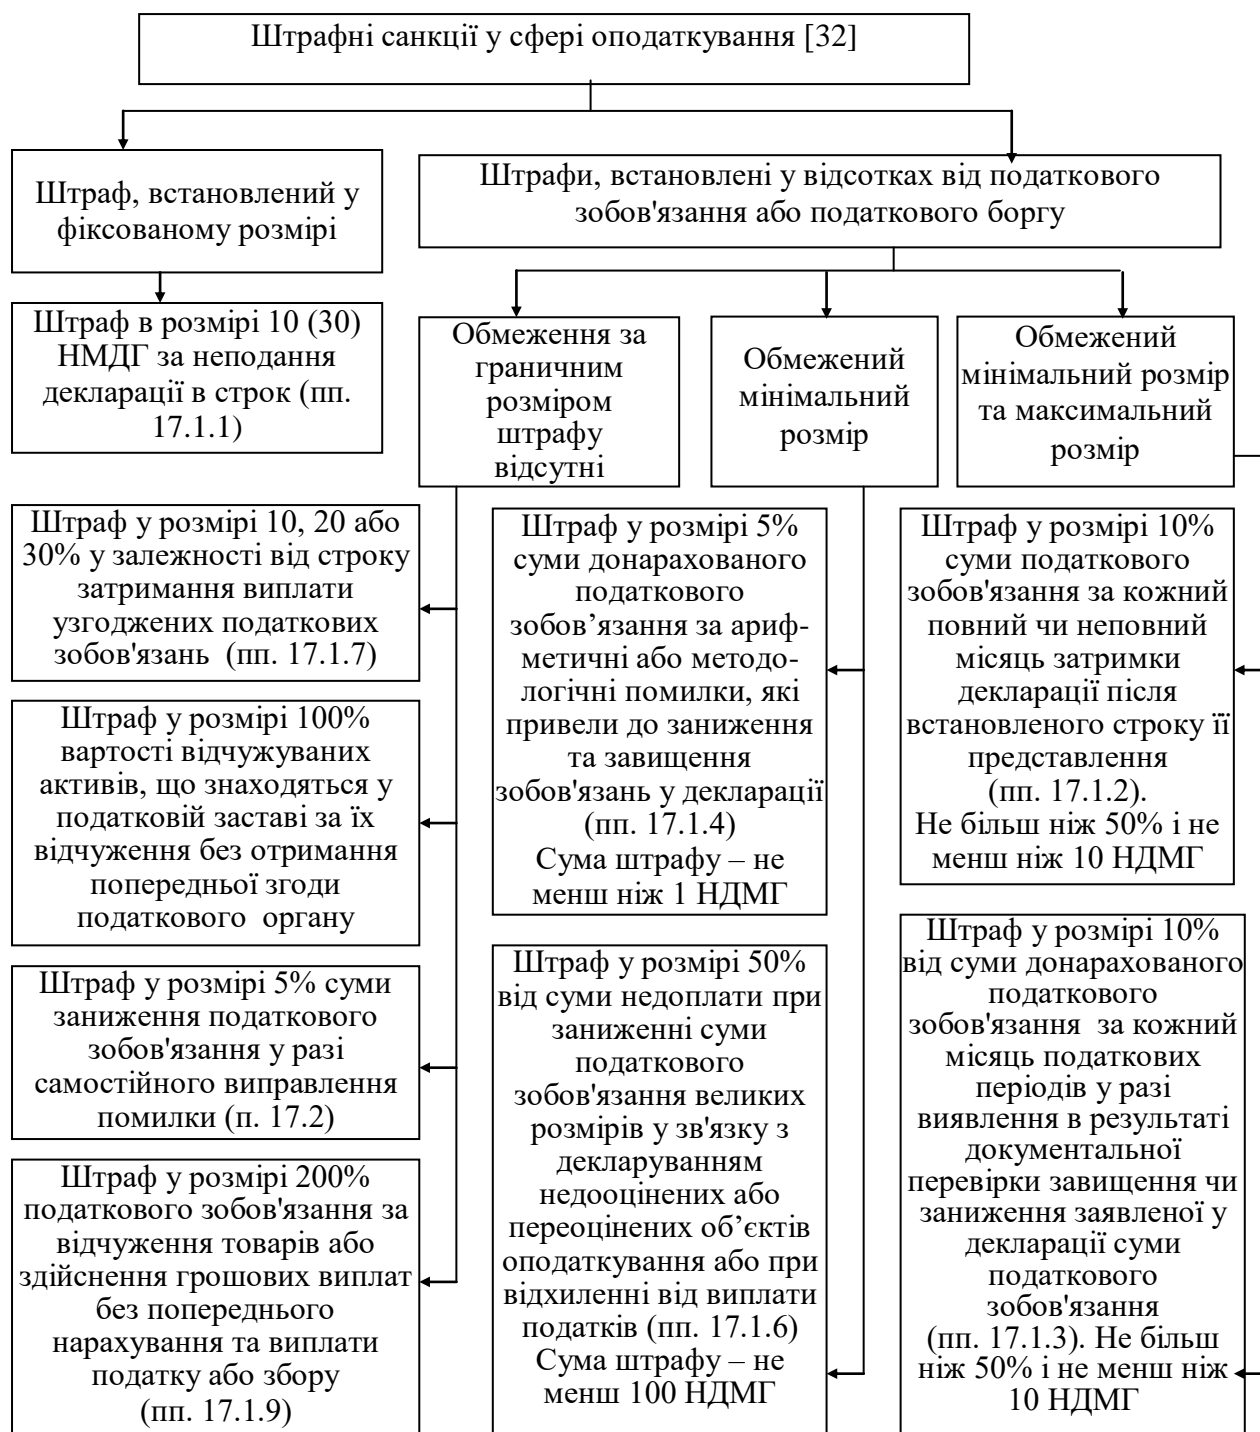 Штрафні санкції у сфері оподаткування [32]
Штраф, встановлений у
фіксованому розмірі
Штрафи, встановлені у відсотках від податкового
зобов'язання або податкового боргу
Штраф в розмірі 10 (30)
НМДГ за неподання
декларації в строк (пп.
17.1.1)
Обмеження за
граничним
розміром
штрафу
відсутні
Обмежений
мінімальний
розмір
Обмежений
мінімальний розмір
та максимальний
розмір
Штраф у розмірі 10, 20 або
30% у залежності від строку
затримання виплати
узгоджених податкових
зобов'язань (пп. 17.1.7)
Штраф у розмірі 100%
вартості відчужуваних
активів, що знаходяться у
податковій заставі за їх
відчуження без отримання
попередньої згоди
податкового органу
Штраф у розмірі 5% суми
заниження податкового
зобов'язання у разі
самостійного виправлення
помилки (п. 17.2)
Штраф у розмірі 200%
податкового зобов'язання за
відчуження товарів або
здійснення грошових виплат
без попереднього
нарахування та виплати
податку або збору
(пп. 17.1.9)
Штраф у розмірі 5%
суми донарахованого
податкового
зобов’язання за ариф-
метичні або методо-
логічні помилки, які
привели до заниження
та завищення
зобов'язань у декларації
(пп. 17.1.4)
Сума штрафу – не
менш ніж 1 НДМГ
Штраф у розмірі 50%
від суми недоплати при
заниженні суми
податкового
зобов'язання великих
розмірів у зв'язку з
декларуванням
недооцінених або
переоцінених об’єктів
оподаткування або при
відхиленні від виплати
податків (пп. 17.1.6)
Сума штрафу – не
менш 100 НДМГ
Штраф у розмірі 10%
суми податкового
зобов'язання за кожний
повний чи неповний
місяць затримки
декларації після
встановленого строку її
представлення
(пп. 17.1.2).
Не більш ніж 50% і не
менш ніж 10 НДМГ
Штраф у розмірі 10%
від суми донарахованого
податкового
зобов'язання за кожний
місяць податкових
періодів у разі
виявлення в результаті
документальної
перевірки завищення чи
заниження заявленої у
декларації суми
податкового
зобов'язання
(пп. 17.1.3). Не більш
ніж 50% і не менш ніж
10 НДМГ